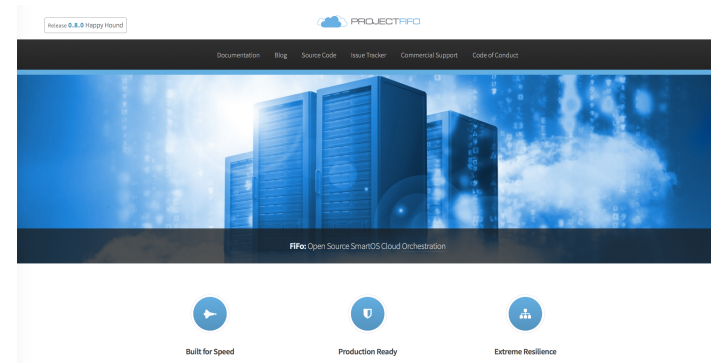 Release 0.8.0 Happy Hound
PROJECTFIFO
Documentation Blog Source Code Issue Tracker Commercial Support Code of Conduct
FiFo: Open Source SmartOS Cloud Orchestration
Built for Speed Production Ready Extreme Resilience